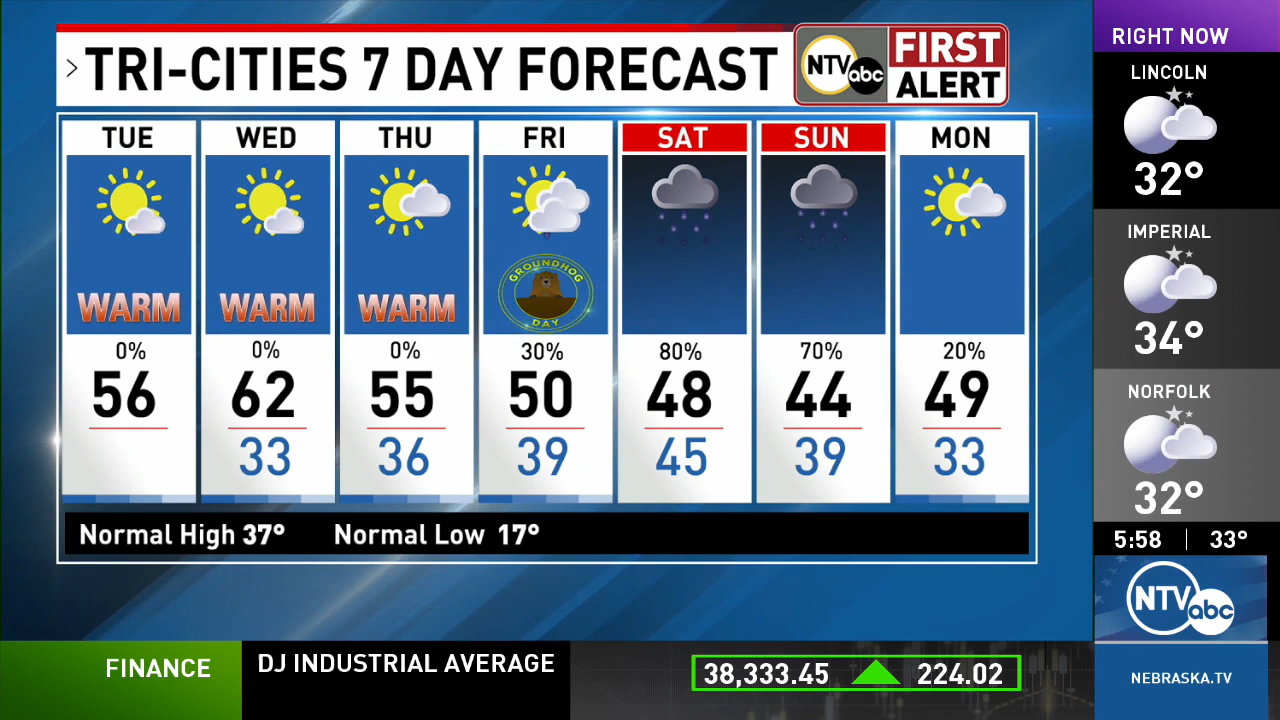 > TRI-CITIES 7 DAY FORECAST
NTV abc
FIRST
ALERT
TUE WED THU FRI SAT SUN MON
WARM WARM WARM
GROUNDHOG
DAY
0% 0% 0% 30% 80% 70% 20%
56 62 55 50 48 44 49
33 36 39 45 39 33
Normal High 37° Normal Low 17°
RIGHT NOW
LINCOLN
32°
IMPERIAL
34°
NORFOLK
32°
5:58 | 33°
NTV abc
NEBRASKA.TV
FINANCE
DJ INDUSTRIAL AVERAGE
38,333.45 224.02